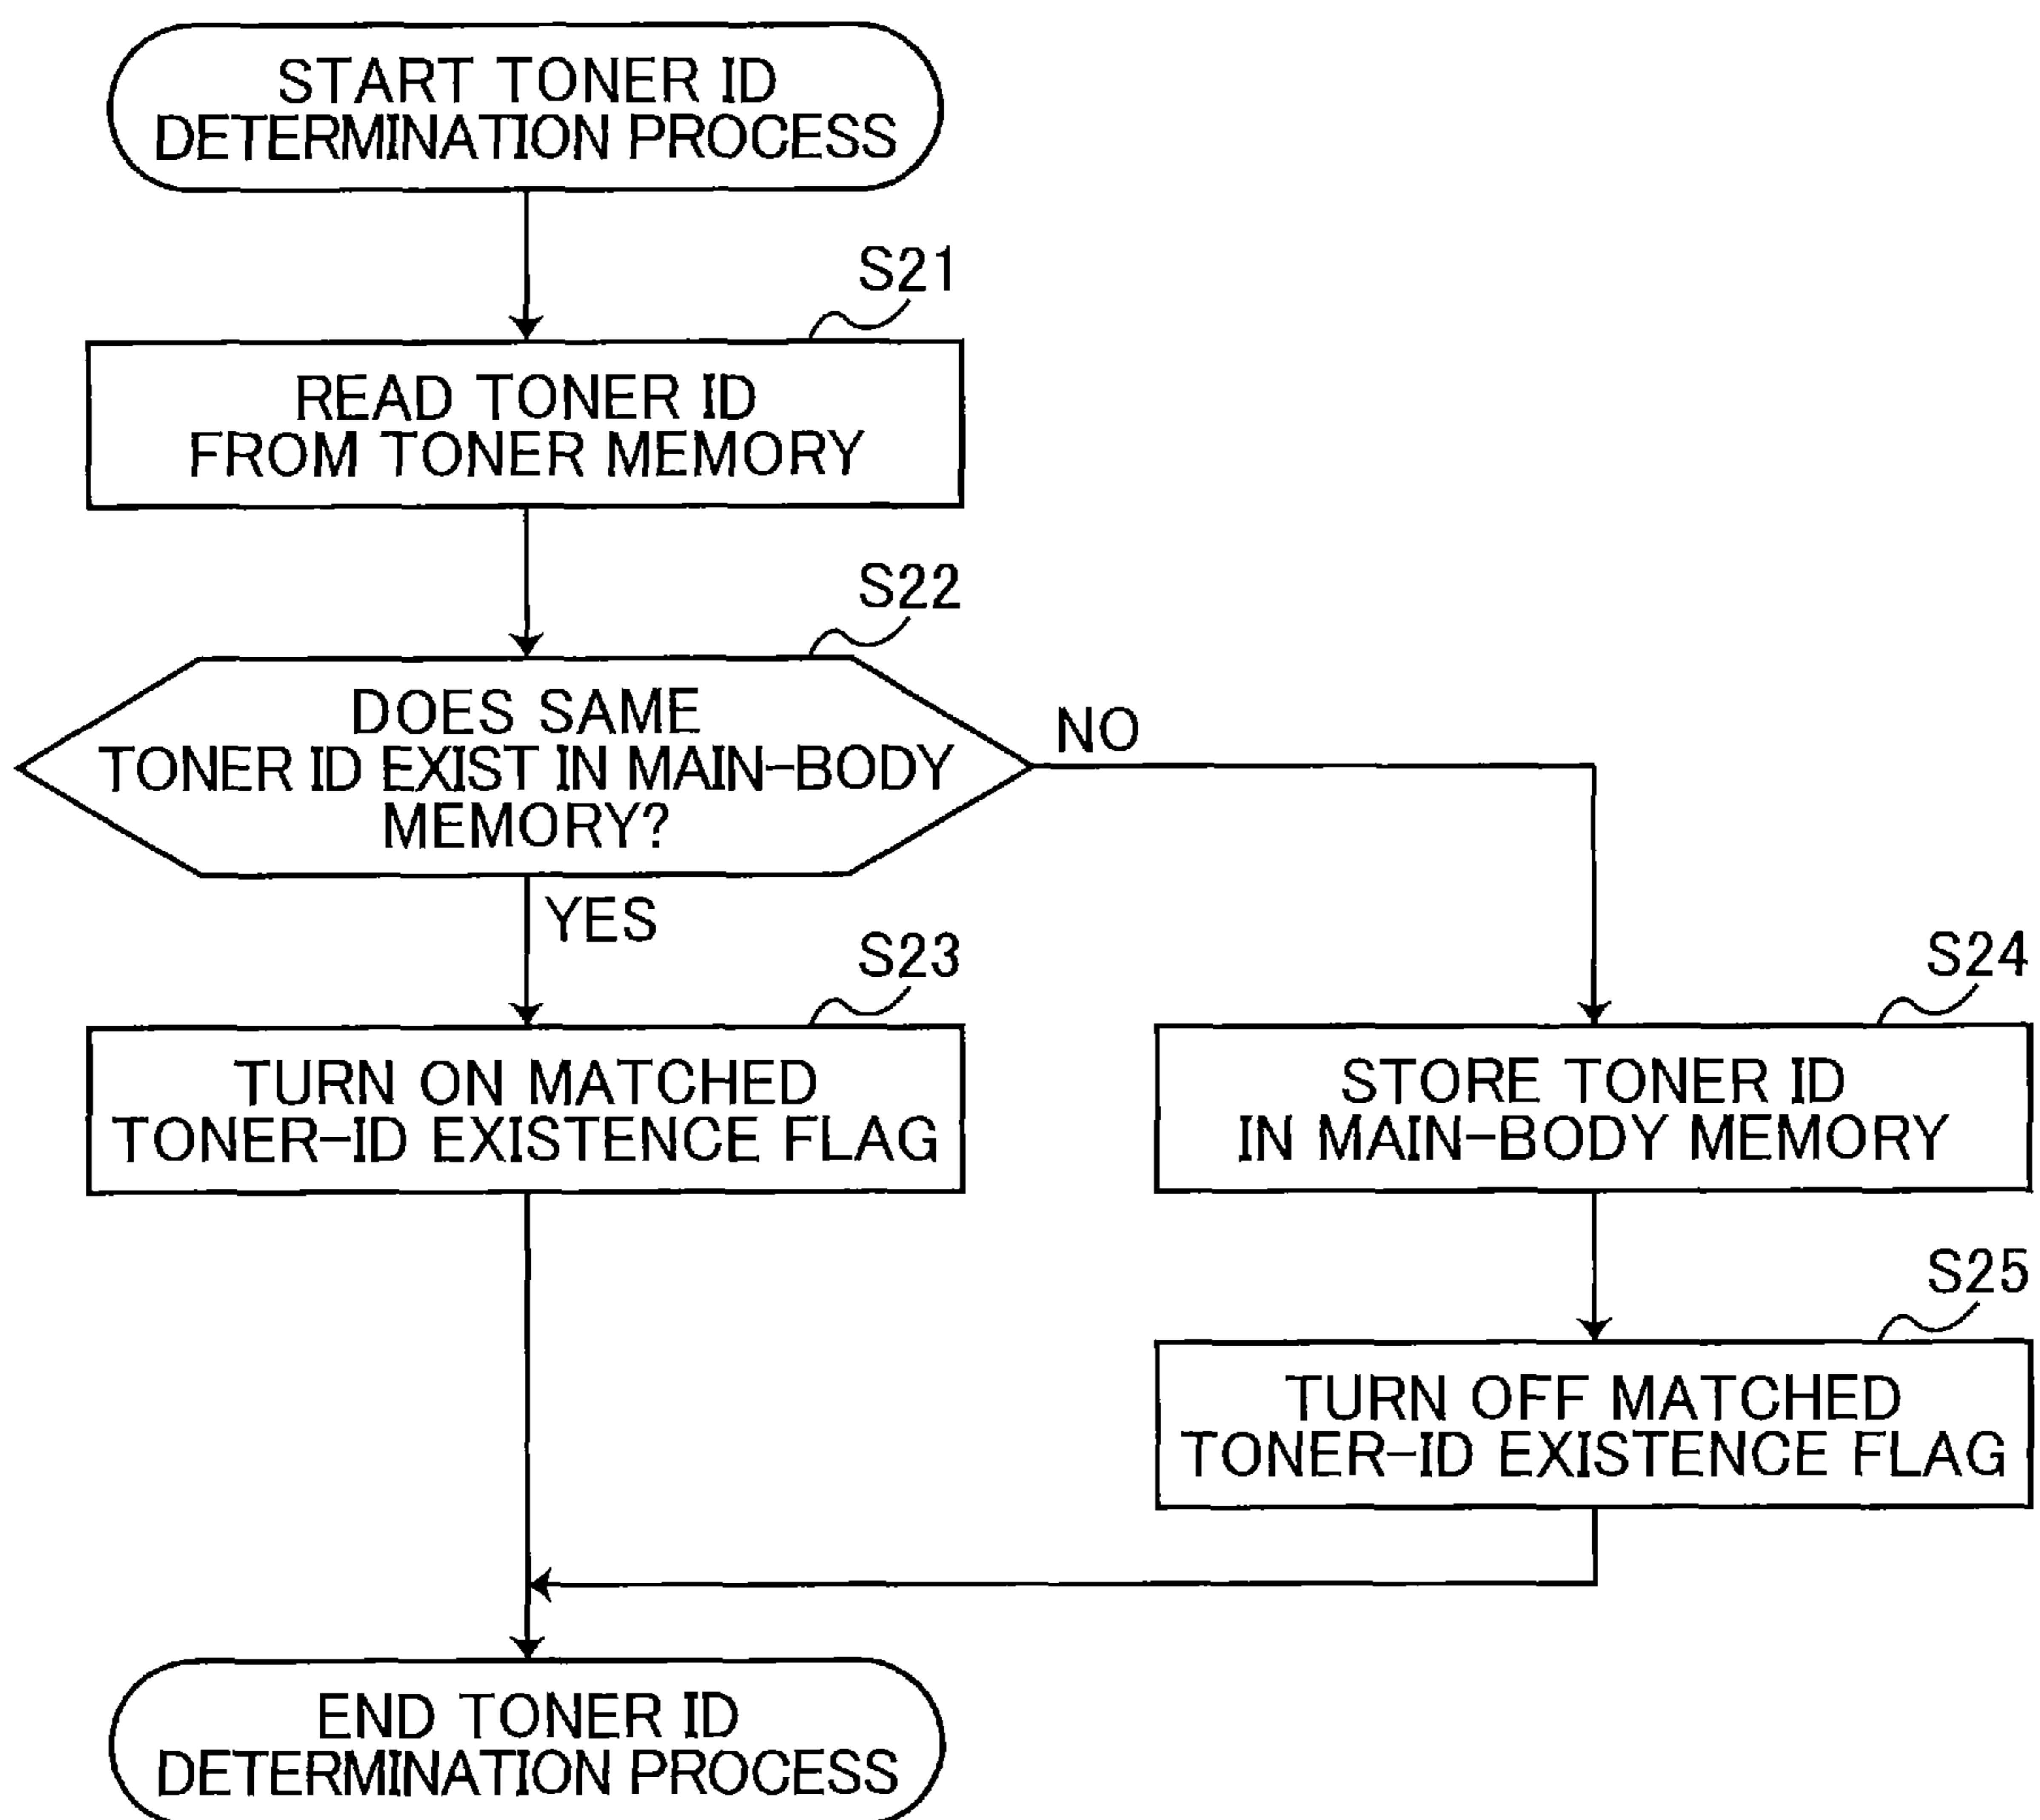 START TONER ID
DETERMINATION PROCESS
S21
READ TONER ID
FROM TONER MEMORY
S22
DOES SAME
TONER ID EXIST IN MAIN-BODY
MEMORY?
NO
YES
S23
TURN ON MATCHED
TONER-ID EXISTENCE FLAG
S24
STORE TONER ID
IN MAIN-BODY MEMORY
S25
TURN OFF MATCHED
TONER-ID EXISTENCE FLAG
END TONER ID
DETERMINATION PROCESS